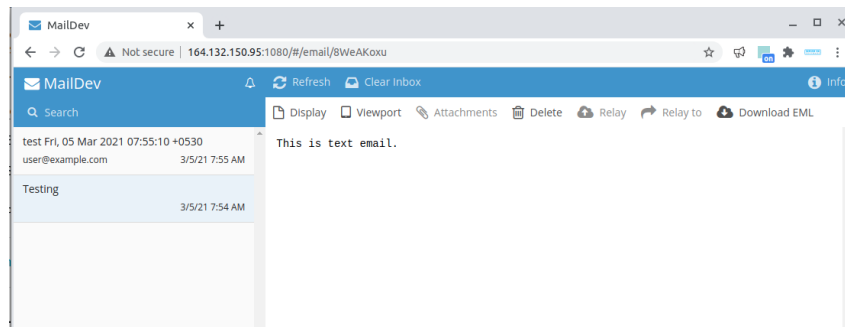 MailDev
Not secure | 164.132.150.95:1080/#/email/8WeAKoxu
on
MailDev
Refresh Clear Inbox Info
Search
Display Viewport Attachments Delete Relay Relay to Download EML
test Fri, 05 Mar 2021 07:55:10 +0530
user@example.com 3/5/21 7:55 AM
This is text email.
Testing
3/5/21 7:54 AM